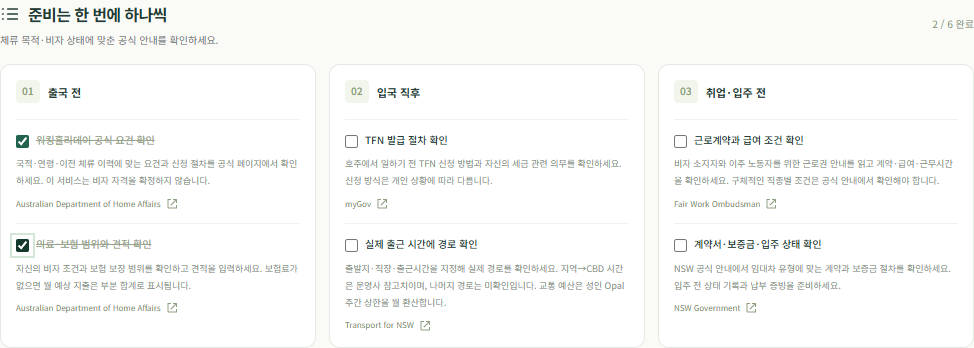 준비는 한 번에 하나씩
2 / 6 완료
체류 목적·비자 상태에 맞춘 공식 안내를 확인하세요.
01 출국 전
워킹홀리데이 공식 요건 확인
국적·연령·이전 체류 이력에 맞는 요건과 신청 절차를 공식 페이지에서 확인
하세요. 이 서비스는 비자 자격을 확정하지 않습니다.
Australian Department of Home Affairs
의료·보험 범위와 견적 확인
자신의 비자 조건과 보험 보장 범위를 확인하고 견적을 입력하세요. 보험료가
없으면 월 예상 지출은 부분 합계로 표시됩니다.
Australian Department of Home Affairs
02 입국 직후
TFN 발급 절차 확인
호주에서 일하기 전 TFN 신청 방법과 자신의 세금 관련 의무를 확인하세요.
신청 방식은 개인 상황에 따라 다릅니다.
myGov
실제 출근 시간에 경로 확인
출발지·직장·출근시간을 지정해 실제 경로를 확인하세요. 지역→CBD 시간
은 운영사 참고치이며, 나머지 경로는 미확인입니다. 교통 예산은 성인 Opal
주간 상한을 월 환산합니다.
Transport for NSW
03 취업·입주 전
근로계약과 급여 조건 확인
비자 소지자와 이주 노동자를 위한 근로권 안내를 읽고 계약·급여·근무시간
을 확인하세요. 구체적인 직종별 조건은 공식 안내에서 확인해야 합니다.
Fair Work Ombudsman
계약서·보증금·입주 상태 확인
NSW 공식 안내에서 임대차 유형에 맞는 계약과 보증금 절차를 확인하세요.
입주 전 상태 기록과 납부 증빙을 준비하세요.
NSW Government